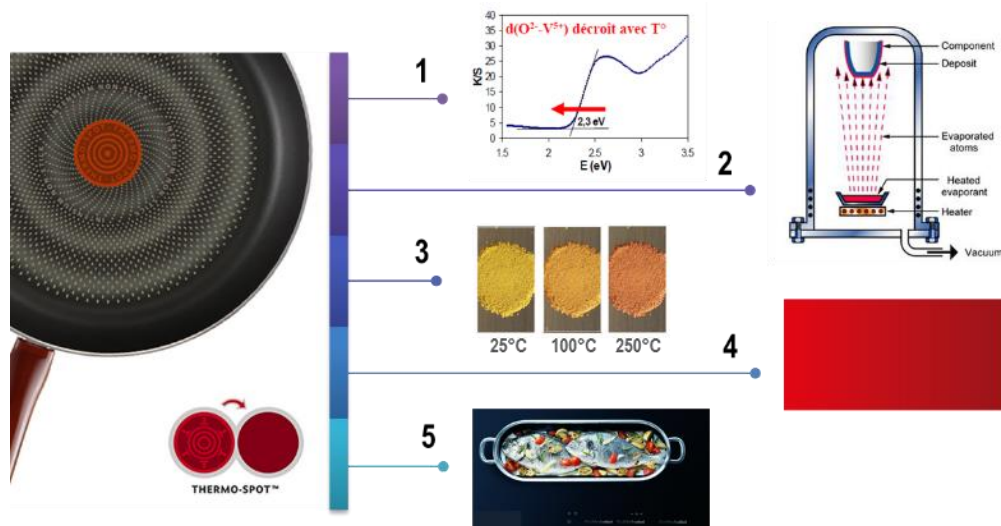 THERMO-SPOT™
1
d(O²⁻-V⁵⁺) décroît avec T°
K/S
40
35
30
25
20
15
10
5
0
2,3 eV
1.5
2
2.5
3
3.5
E (eV)
2
Component
Deposit
Evaporated
atoms
Heated
evaporant
Heater
Vacuum
3
25°C
100°C
250°C
4
5